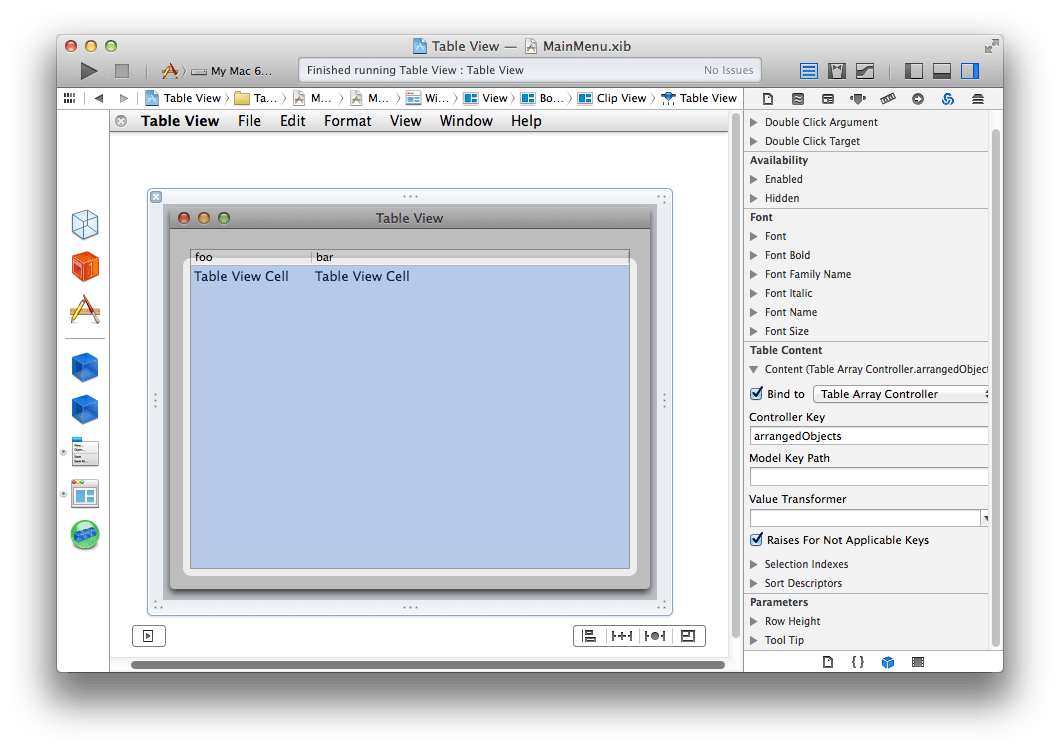 Table View — MainMenu.xib
My Mac 6...
Finished running Table View : Table View
No Issues
Table View
Ta...
M...
M...
Wi...
View
Bo...
Clip View
Table View
Table View File Edit Format View Window Help
Table View
foo bar
Table View Cell Table View Cell
Double Click Argument
Double Click Target
Availability
Enabled
Hidden
Font
Font
Font Bold
Font Family Name
Font Italic
Font Name
Font Size
Table Content
Content (Table Array Controller.arrangedObject
Bind to Table Array Controller
Controller Key
arrangedObjects
Model Key Path
Value Transformer
Raises For Not Applicable Keys
Selection Indexes
Sort Descriptors
Parameters
Row Height
Tool Tip